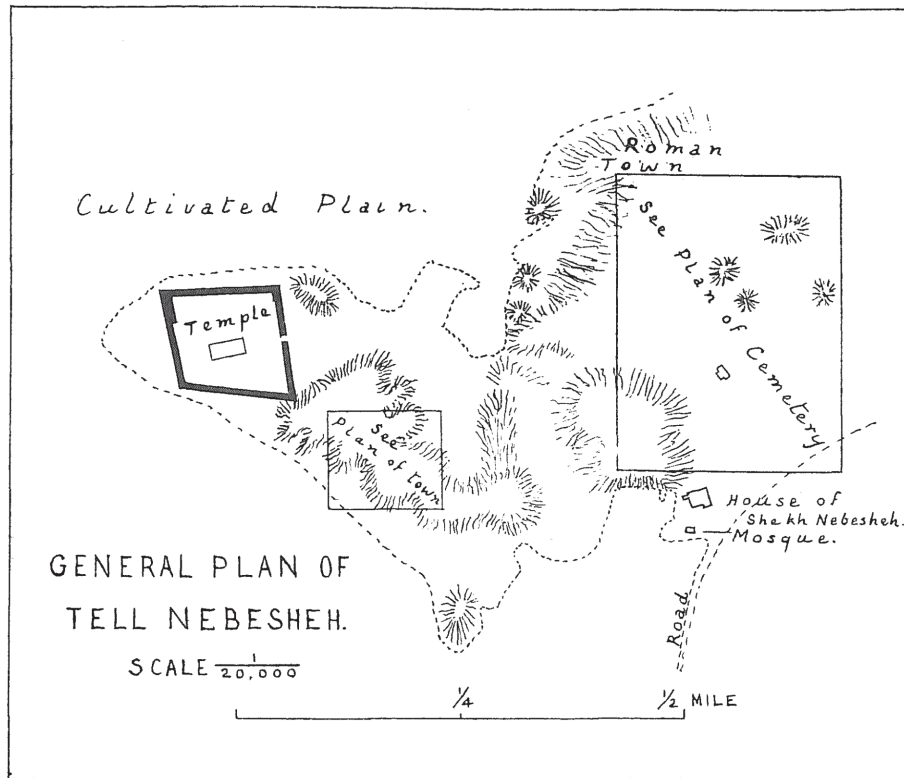 Roman
Town
Cultivated Plain.
See Plan of Cemetery
Temple
See
Plan of town
House of
Shekh Nebesheh.
Mosque.
GENERAL PLAN OF
TELL NEBESHEH.
SCALE 1/20,000
Road
1/4
1/2 MILE